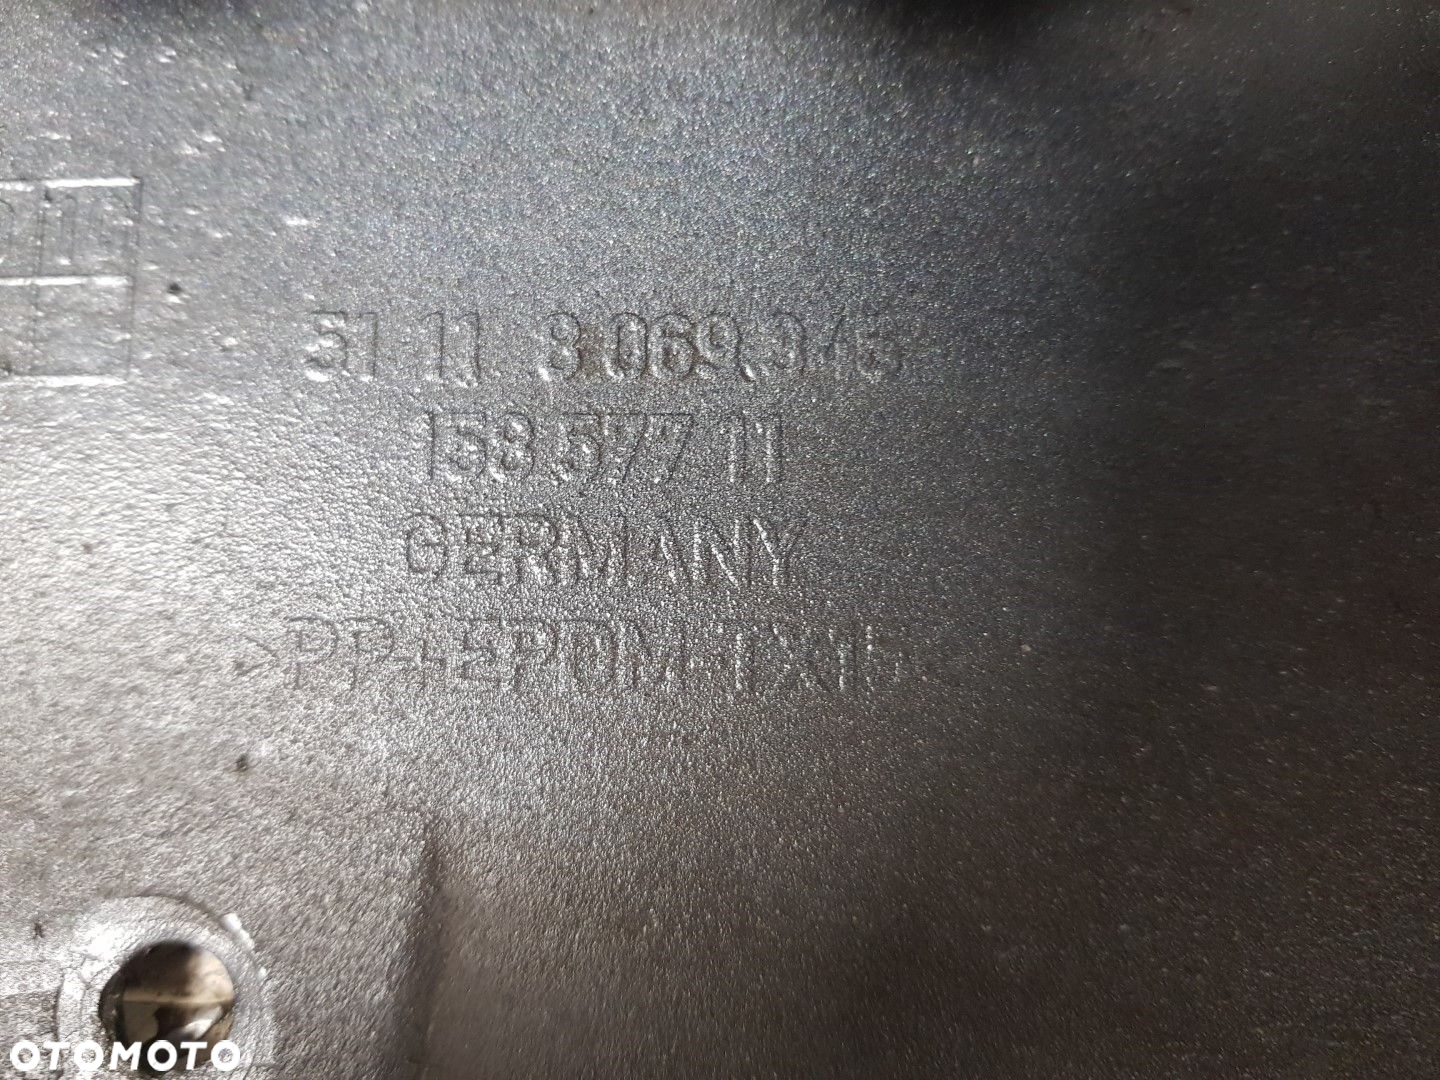 51 11 8 069 945
158 577 11
GERMANY
>PP+EPDM-TX15
OTOMOTO